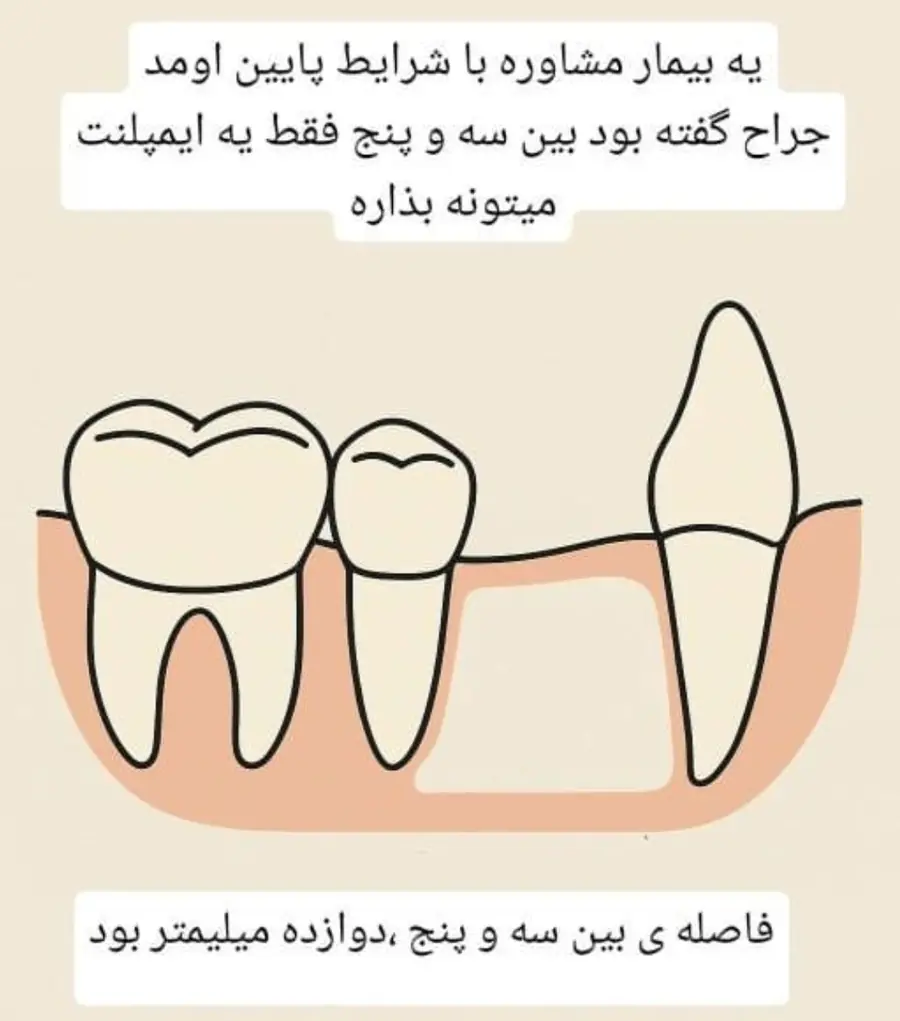 یه بیمار مشاوره با شرایط پایین اومد
جراح گفته بود بین سه و پنج فقط یه ایمپلنت
میتونه بذاره
فاصله ی بین سه و پنج ،دوازده میلیمتر بود